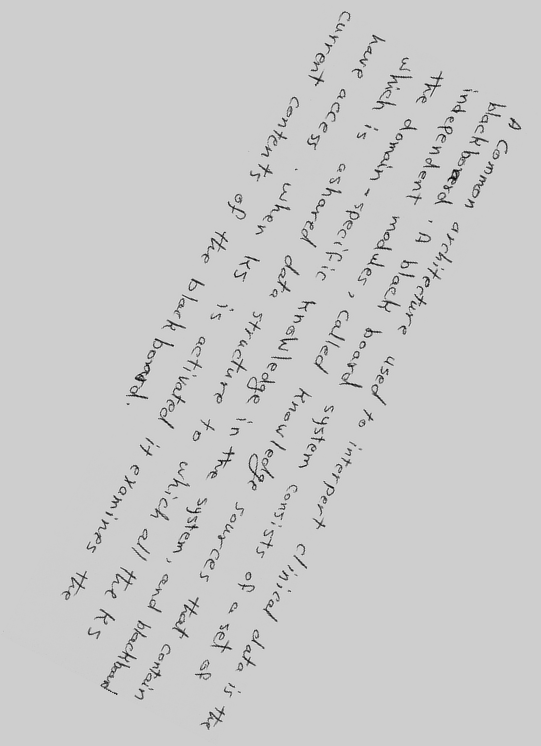 A common architecture used to interpert clinical data is the
blackboard. A black board system consists of a set of
independent modules, called knowledge sources that contain
the domain-specific knowledge in the system, and blackboard
which is ashared data structure to which all the KS
have access. when KS is activated it examines the
current contents of the blackboard.